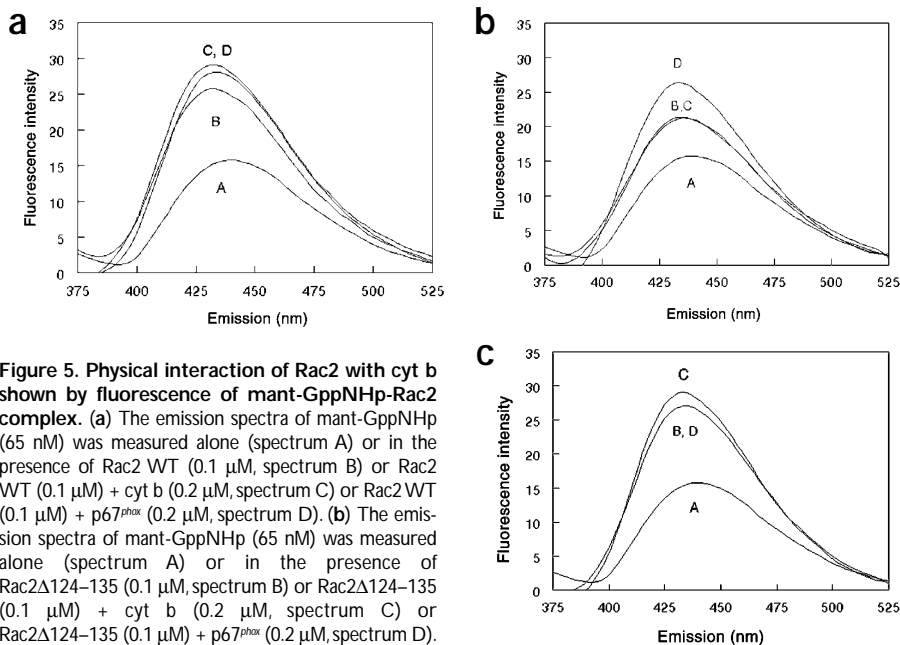 a
35
30
25
20
15
10
5
0
Fluorescence intensity
C, D
B
A
375 400 425 450 475 500 525
Emission (nm)
b
35
30
25
20
15
10
5
0
Fluorescence intensity
D
B,C
A
375 400 425 450 475 500 525
Emission (nm)
Figure 5. Physical interaction of Rac2 with cyt b
shown by fluorescence of mant-GppNHp-Rac2
complex. (a) The emission spectra of mant-GppNHp
(65 nM) was measured alone (spectrum A) or in the
presence of Rac2 WT (0.1 µM, spectrum B) or Rac2
WT (0.1 µM) + cyt b (0.2 µM, spectrum C) or Rac2 WT
(0.1 µM) + p67phox (0.2 µM, spectrum D). (b) The emis-
sion spectra of mant-GppNHp (65 nM) was measured
alone (spectrum A) or in the presence of
Rac2Δ124–135 (0.1 µM, spectrum B) or Rac2Δ124–135
(0.1 µM) + cyt b (0.2 µM, spectrum C) or
Rac2Δ124–135 (0.1 µM) + p67phox (0.2 µM, spectrum D).
c
35
30
25
20
15
10
5
0
Fluorescence intensity
C
B, D
A
375 400 425 450 475 500 525
Emission (nm)